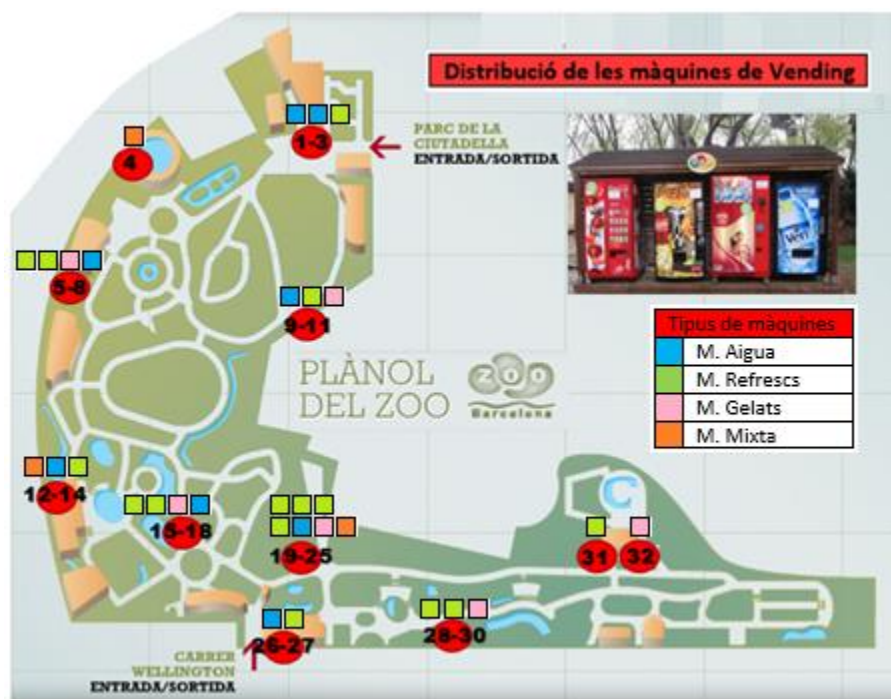 Distribució de les màquines de Vending
1-3
PARC DE LA
CIUTADELLA
ENTRADA/SORTIDA
4
5-8
9-11
Tipus de màquines
M. Aigua
M. Refrescs
M. Gelats
M. Mixta
PLÀNOL
DEL ZOO
ZOO
Barcelona
12-14
15-18
19-25
C
31
32
26-27
28-30
CARRER
WELLINGTON
ENTRADA/SORTIDA